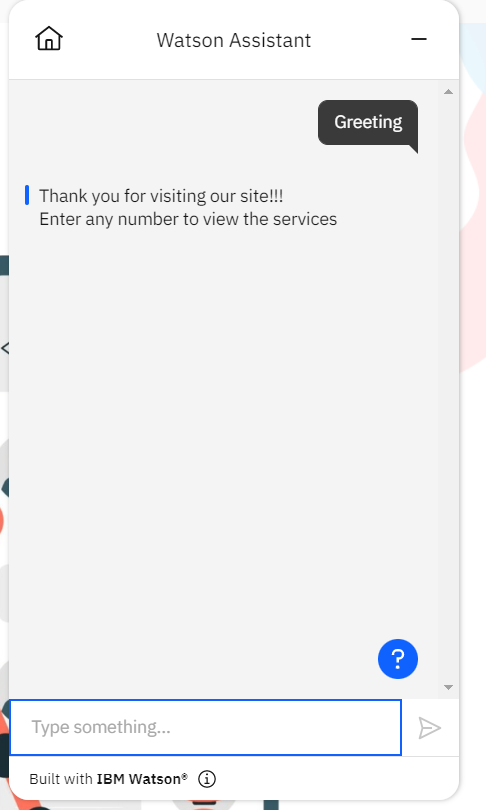 Watson Assistant
Greeting
Thank you for visiting our site!!!
Enter any number to view the services
?
Type something...
Built with IBM Watson®